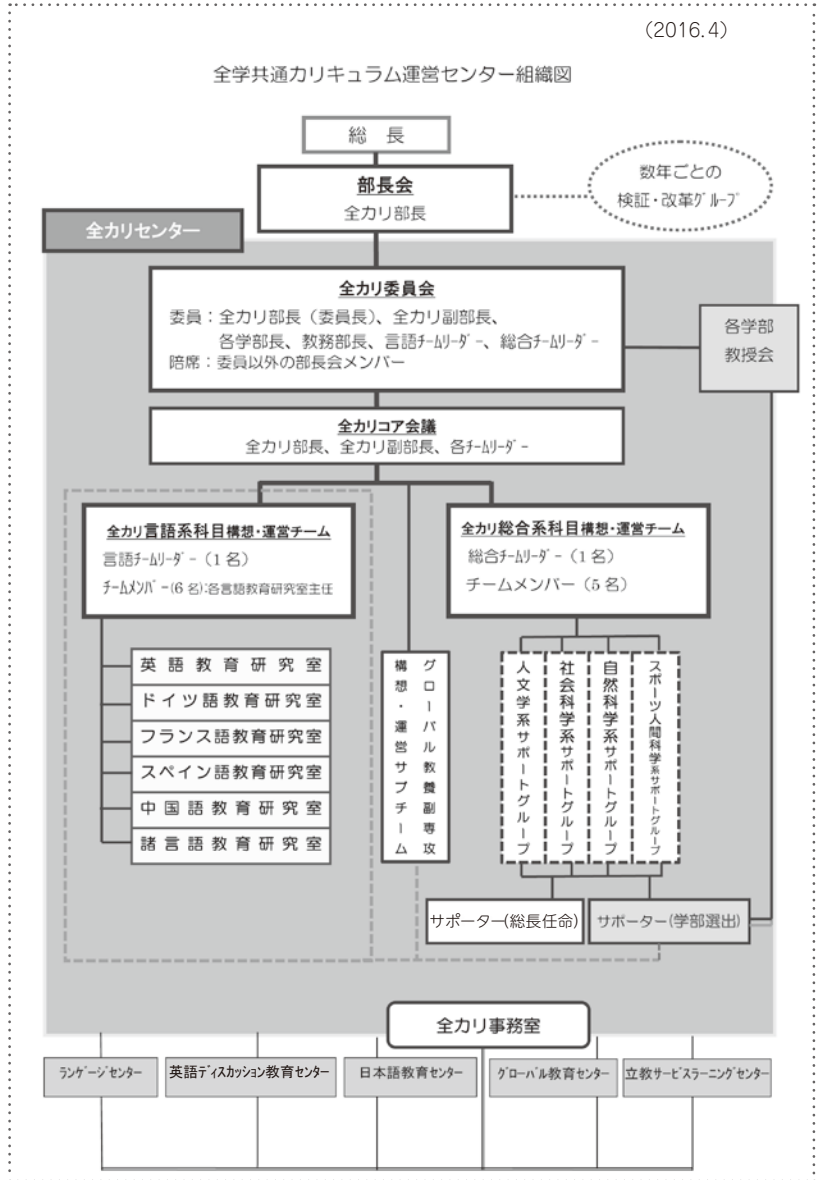 （2016.4）
全学共通カリキュラム運営センター組織図
総　長
部長会
全カリ部長
数年ごとの
検証・改革ｸﾞﾙｰﾌﾟ
全カリセンター
全カリ委員会
委員：全カリ部長（委員長）、全カリ副部長、
各学部長、教務部長、言語ﾁｰﾑﾘｰﾀﾞｰ、総合ﾁｰﾑﾘｰﾀﾞｰ
陪席：委員以外の部長会メンバー
各学部
教授会
全カリコア会議
全カリ部長、全カリ副部長、各ﾁｰﾑﾘｰﾀﾞｰ
全カリ言語系科目構想・運営チーム
言語ﾁｰﾑﾘｰﾀﾞｰ（1名）
ﾁｰﾑﾒﾝﾊﾞｰ(6名):各言語教育研究室主任
全カリ総合系科目構想・運営チーム
総合ﾁｰﾑﾘｰﾀﾞｰ（1名）
チームメンバー（5名）
英語教育研究室
ドイツ語教育研究室
フランス語教育研究室
スペイン語教育研究室
中国語教育研究室
諸言語教育研究室
グローバル教養副専攻
構想・運営サブチーム
人文学系サポートグループ
社会科学系サポートグループ
自然科学系サポートグループ
スポーツ人間科学系サポートグループ
サポーター(総長任命)
サポーター(学部選出)
全カリ事務室
ﾗﾝｹﾞｰｼﾞｾﾝﾀｰ
英語ﾃﾞｨｽｶｯｼｮﾝ教育センター
日本語教育センター
ｸﾞﾛｰﾊﾞﾙ教育センター
立教ｻｰﾋﾞｽﾗｰﾆﾝｸﾞｾﾝﾀｰ